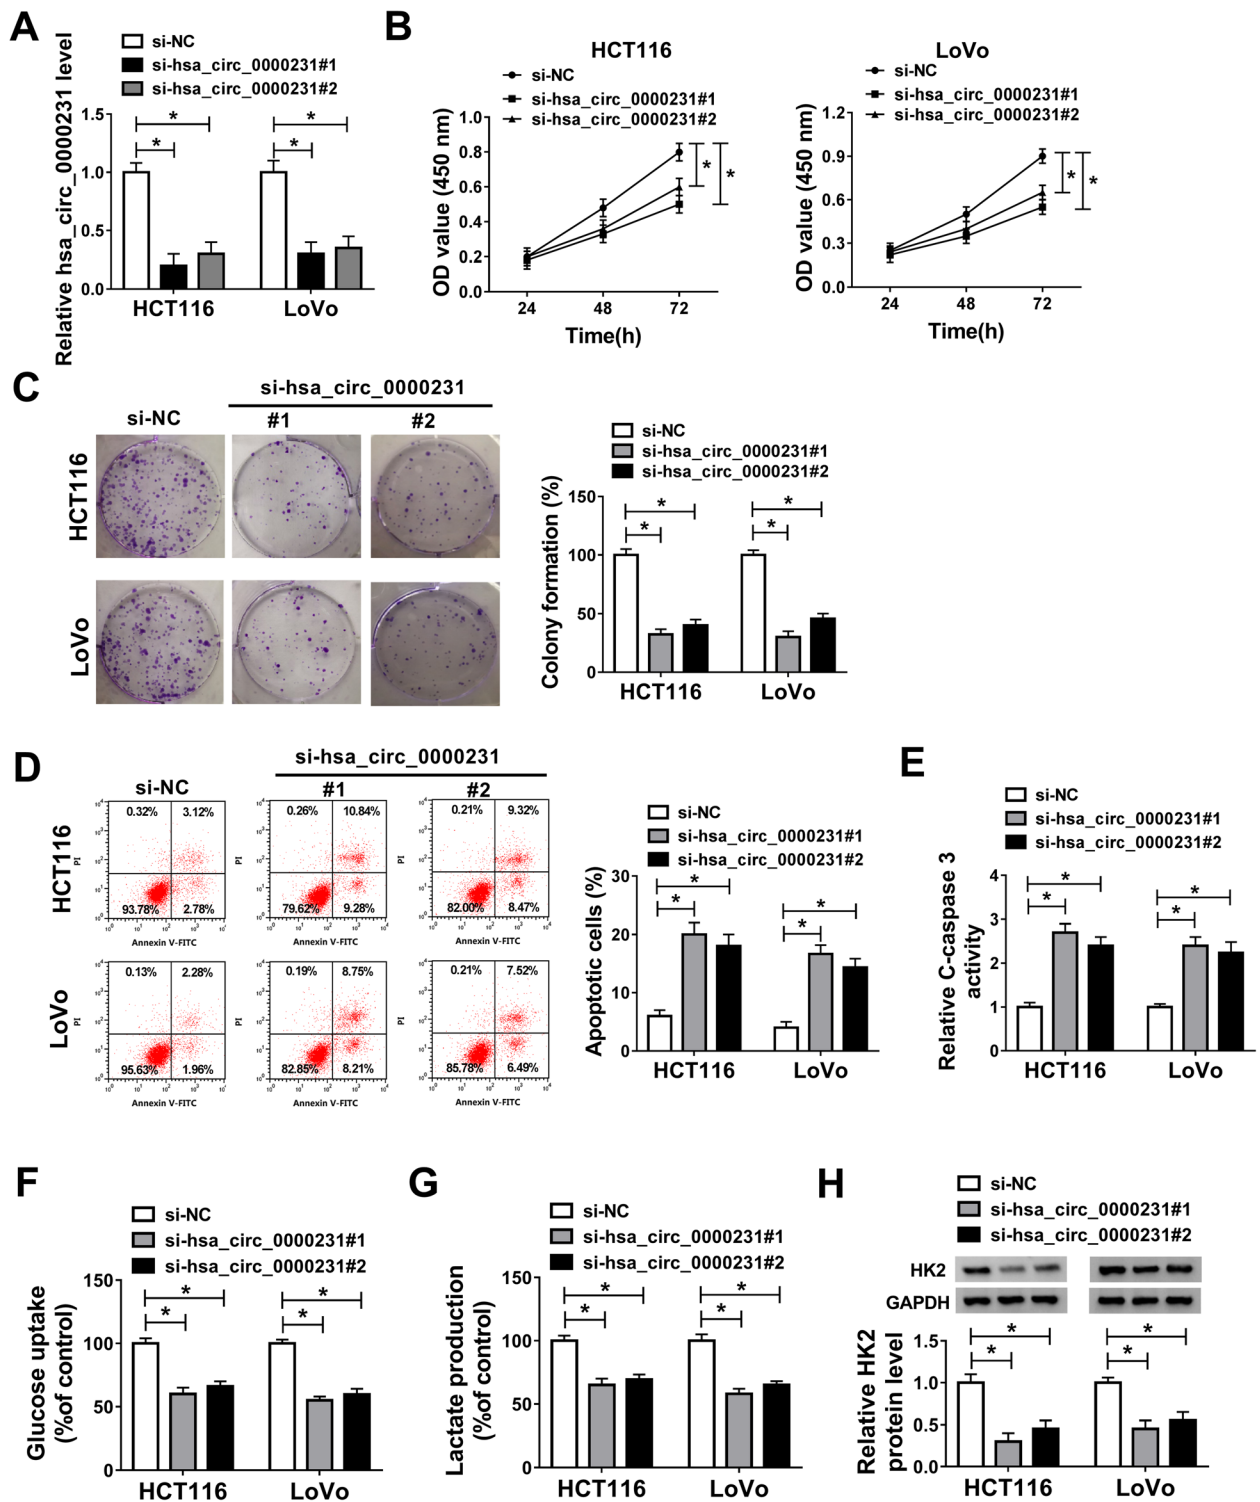 A
si-NC
si-hsa_circ_0000231#1
si-hsa_circ_0000231#2
Relative hsa_circ_0000231 level
1.5
1.0
0.5
0.0
* * * *
HCT116 LoVo
B
HCT116
si-NC
si-hsa_circ_0000231#1
si-hsa_circ_0000231#2
OD value (450 nm)
1.0
0.8
0.6
0.4
0.2
0.0
* *
24 48 72
Time(h)
LoVo
si-NC
si-hsa_circ_0000231#1
si-hsa_circ_0000231#2
OD value (450 nm)
1.2
0.9
0.6
0.3
0.0
* *
24 48 72
Time(h)
C
si-hsa_circ_0000231
si-NC #1 #2
HCT116
LoVo
si-NC
si-hsa_circ_0000231#1
si-hsa_circ_0000231#2
Colony formation (%)
150
100
50
0
* * * *
HCT116 LoVo
D
si-hsa_circ_0000231
si-NC #1 #2
HCT116
0.32% 3.12%
93.78% 2.78%
PI
Annexin V-FITC
0.26% 10.84%
79.62% 9.28%
PI
Annexin V-FITC
0.21% 9.32%
82.00% 8.47%
PI
Annexin V-FITC
LoVo
0.13% 2.28%
95.63% 1.96%
PI
Annexin V-FITC
0.19% 8.75%
82.85% 8.21%
PI
Annexin V-FITC
0.21% 7.52%
85.78% 6.49%
PI
Annexin V-FITC
si-NC
si-hsa_circ_0000231#1
si-hsa_circ_0000231#2
Apoptotic cells (%)
30
20
10
0
* * * *
HCT116 LoVo
E
si-NC
si-hsa_circ_0000231#1
si-hsa_circ_0000231#2
Relative C-caspase 3
activity
4
3
2
1
0
* * * *
HCT116 LoVo
F
si-NC
si-hsa_circ_0000231#1
si-hsa_circ_0000231#2
Glucose uptake
(%of control)
150
100
50
0
* * * *
HCT116 LoVo
G
si-NC
si-hsa_circ_0000231#1
si-hsa_circ_0000231#2
Lactate production
(%of control)
150
100
50
0
* * * *
HCT116 LoVo
H
si-NC
si-hsa_circ_0000231#1
si-hsa_circ_0000231#2
HK2
GAPDH
Relative HK2
protein level
1.5
1.0
0.5
0.0
* * * *
HCT116 LoVo